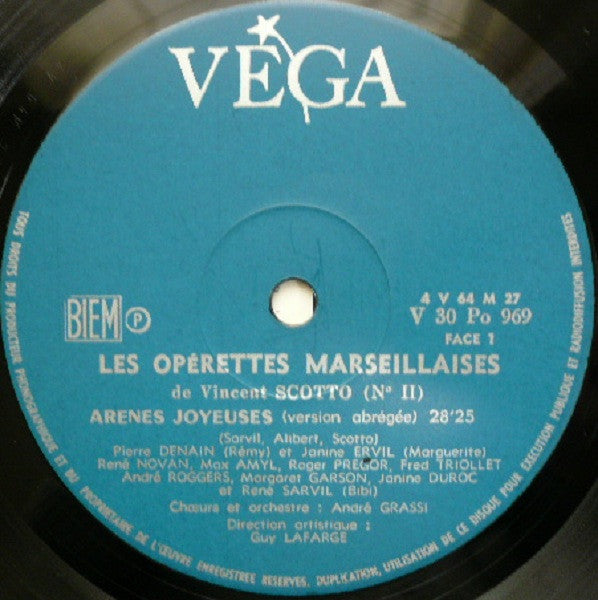 VEGA
BIEM P
4 V 64 M 27
V 30 Po 969
FACE 1
LES OPÉRETTES MARSEILLAISES
de Vincent SCOTTO (Nº II)
ARENES JOYEUSES (version abrégée) 28'25
(Sarvil, Alibert, Scotto)
Pierre DENAIN (Rémy) et Janine ERVIL (Marguerite)
René NOVAN, Max AMYL, Roger PREGOR, Fred TRIOLLET
André ROGGERS, Margaret GARSON, Janine DUROC
et René SARVIL (Bibi)
Chœurs et orchestre : André GRASSI
Direction artistique :
Guy LAFARGE
TOUS DROITS DU PRODUCTEUR PHONOGRAPHIQUE ET DU PROPRIETAIRE DE L'ŒUVRE ENREGISTREE RESERVES. DUPLICATION, UTILISATION DE CE DISQUE POUR EXECUTION PUBLIQUE ET RADIODIFFUSION INTERDITES